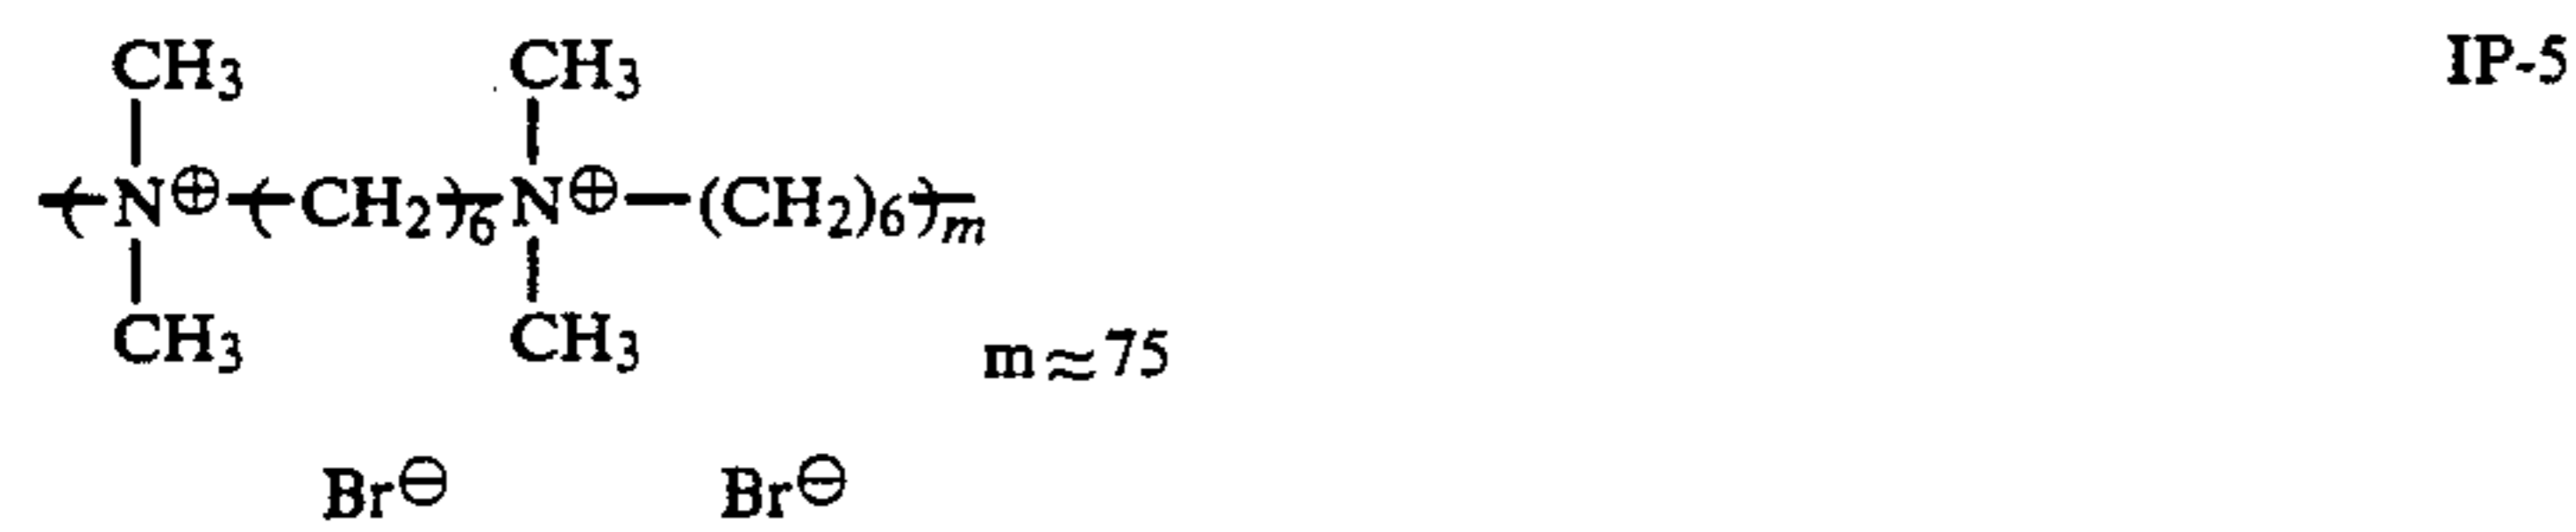 CH3 CH3 IP-5
-(N⊕-(CH2)6-N⊕-(CH2)6)m-
CH3 CH3
m≈75
Br⊖ Br⊖